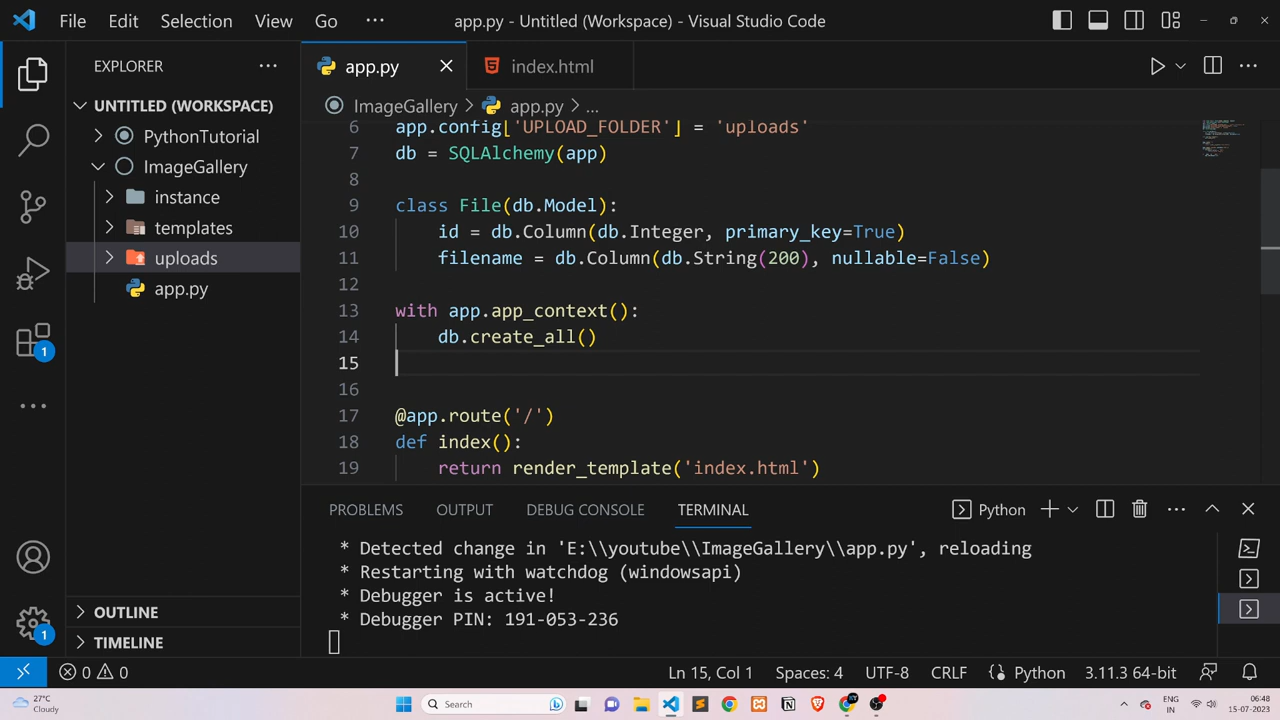 File Edit Selection View Go ··· app.py - Untitled (Workspace) - Visual Studio Code
EXPLORER ···
UNTITLED (WORKSPACE)
PythonTutorial
ImageGallery
instance
templates
uploads
app.py
OUTLINE
TIMELINE
1
1
app.py index.html
ImageGallery > app.py > ...
6 app.config['UPLOAD_FOLDER'] = 'uploads'
7 db = SQLAlchemy(app)
8
9 class File(db.Model):
10 id = db.Column(db.Integer, primary_key=True)
11 filename = db.Column(db.String(200), nullable=False)
12
13 with app.app_context():
14 db.create_all()
15
16
17 @app.route('/')
18 def index():
19 return render_template('index.html')
PROBLEMS OUTPUT DEBUG CONSOLE TERMINAL Python
* Detected change in 'E:\\youtube\\ImageGallery\\app.py', reloading
* Restarting with watchdog (windowsapi)
* Debugger is active!
* Debugger PIN: 191-053-236
0 0 Ln 15, Col 1 Spaces: 4 UTF-8 CRLF Python 3.11.3 64-bit
27°C
Cloudy
Search
ENG
IN
06:48
15-07-2023